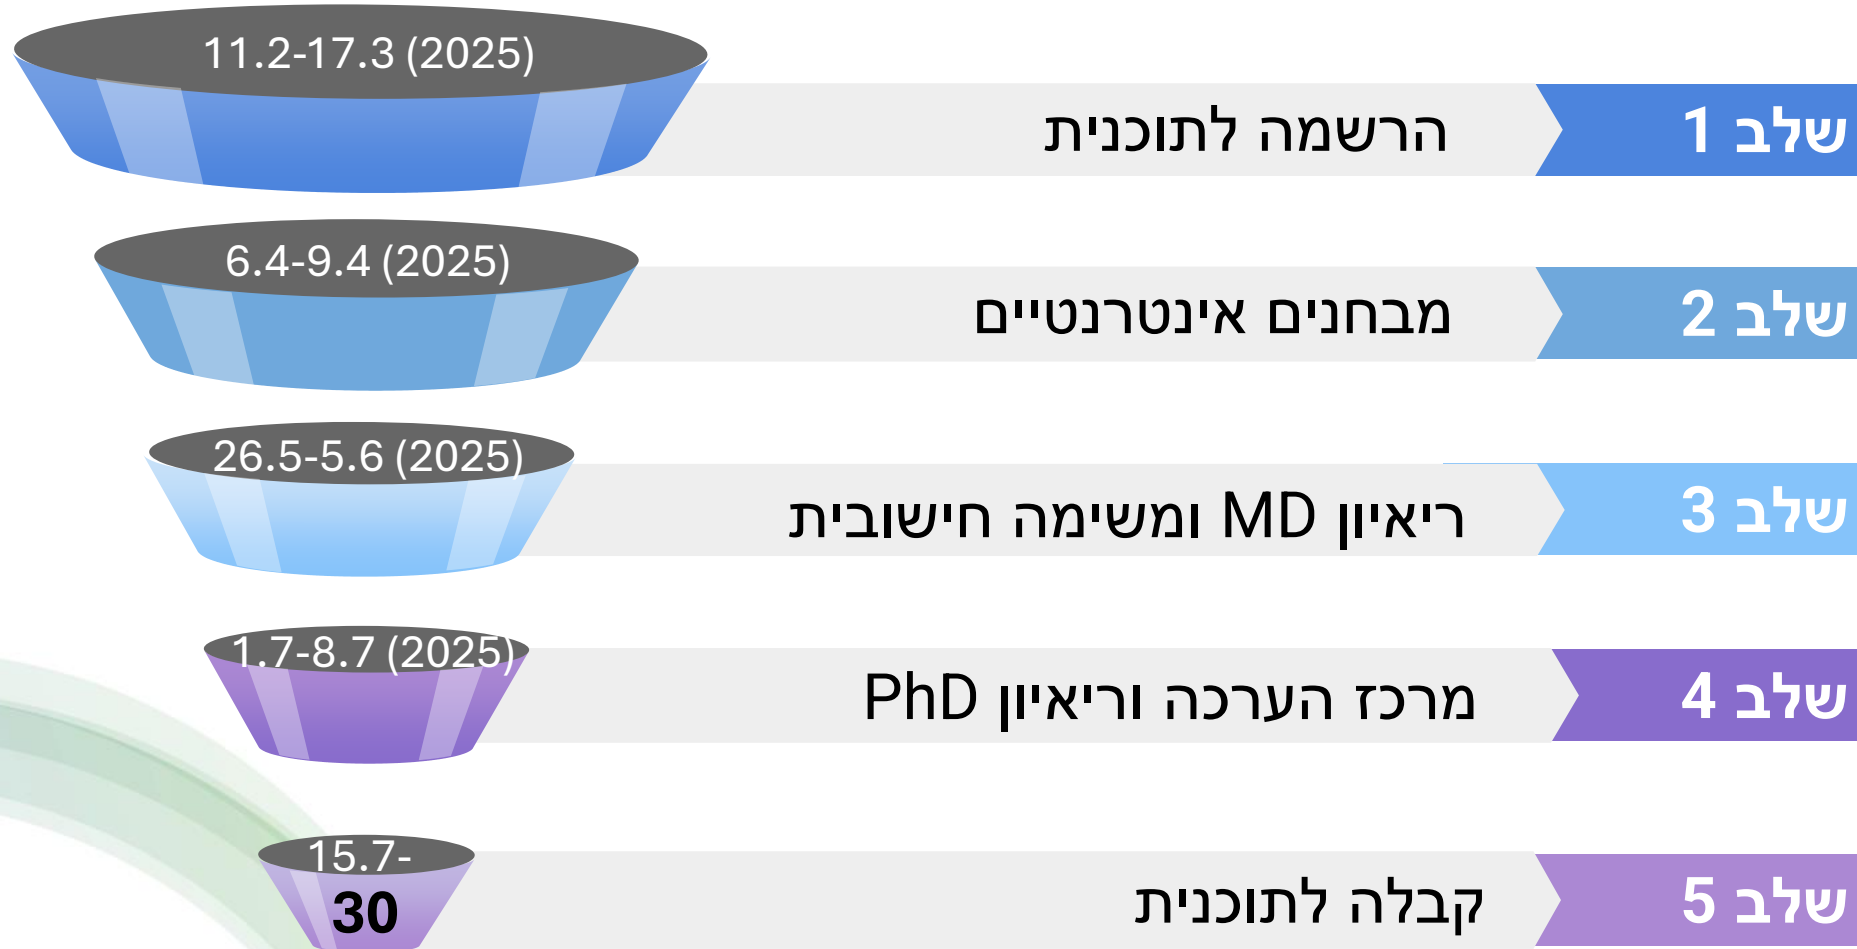 שלב 1
הרשמה לתוכנית
11.2-17.3 (2025)
שלב 2
מבחנים אינטרנטיים
6.4-9.4 (2025)
שלב 3
ריאיון MD ומשימה חישובית
26.5-5.6 (2025)
שלב 4
מרכז הערכה וריאיון PhD
1.7-8.7 (2025)
שלב 5
קבלה לתוכנית
15.7-
30